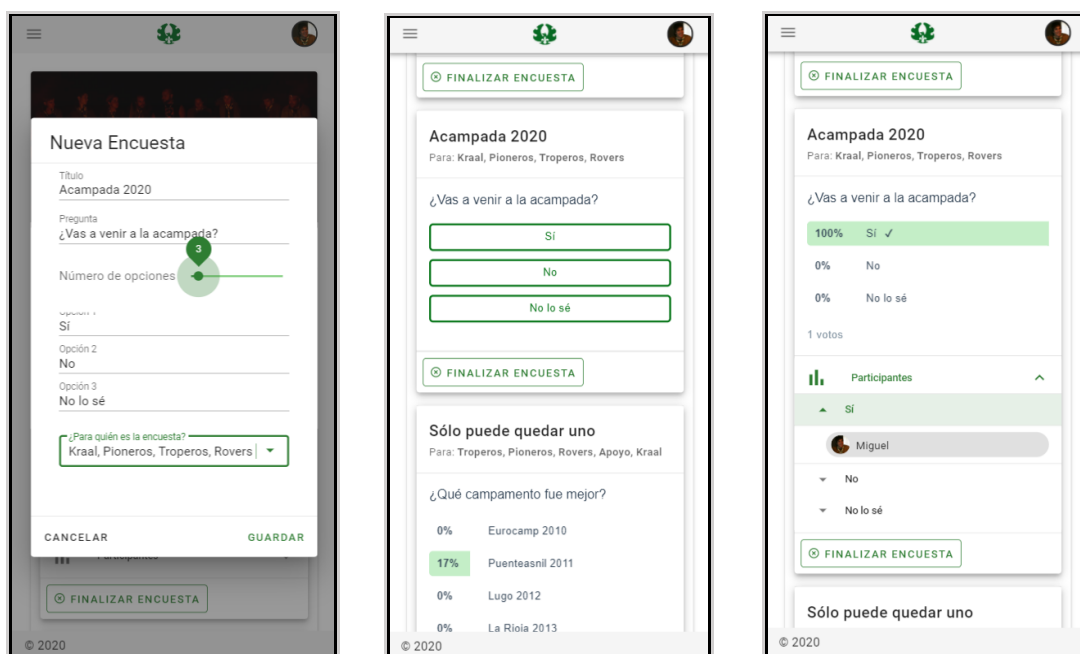 Nueva Encuesta
Título
Acampada 2020
Pregunta
¿Vas a venir a la acampada?
3
Número de opciones
Opción 1
Sí
Opción 2
No
Opción 3
No lo sé
¿Para quién es la encuesta?
Kraal, Pioneros, Troperos, Rovers
CANCELAR
GUARDAR
Participantes
FINALIZAR ENCUESTA
© 2020
FINALIZAR ENCUESTA
Acampada 2020
Para: Kraal, Pioneros, Troperos, Rovers
¿Vas a venir a la acampada?
Sí
No
No lo sé
FINALIZAR ENCUESTA
Sólo puede quedar uno
Para: Troperos, Pioneros, Rovers, Apoyo, Kraal
¿Qué campamento fue mejor?
0% Eurocamp 2010
17% Puenteasnil 2011
0% Lugo 2012
0% La Rioja 2013
© 2020
FINALIZAR ENCUESTA
Acampada 2020
Para: Kraal, Pioneros, Troperos, Rovers
¿Vas a venir a la acampada?
100% Sí ✓
0% No
0% No lo sé
1 votos
Participantes
Sí
Miguel
No
No lo sé
FINALIZAR ENCUESTA
Sólo puede quedar uno
© 2020